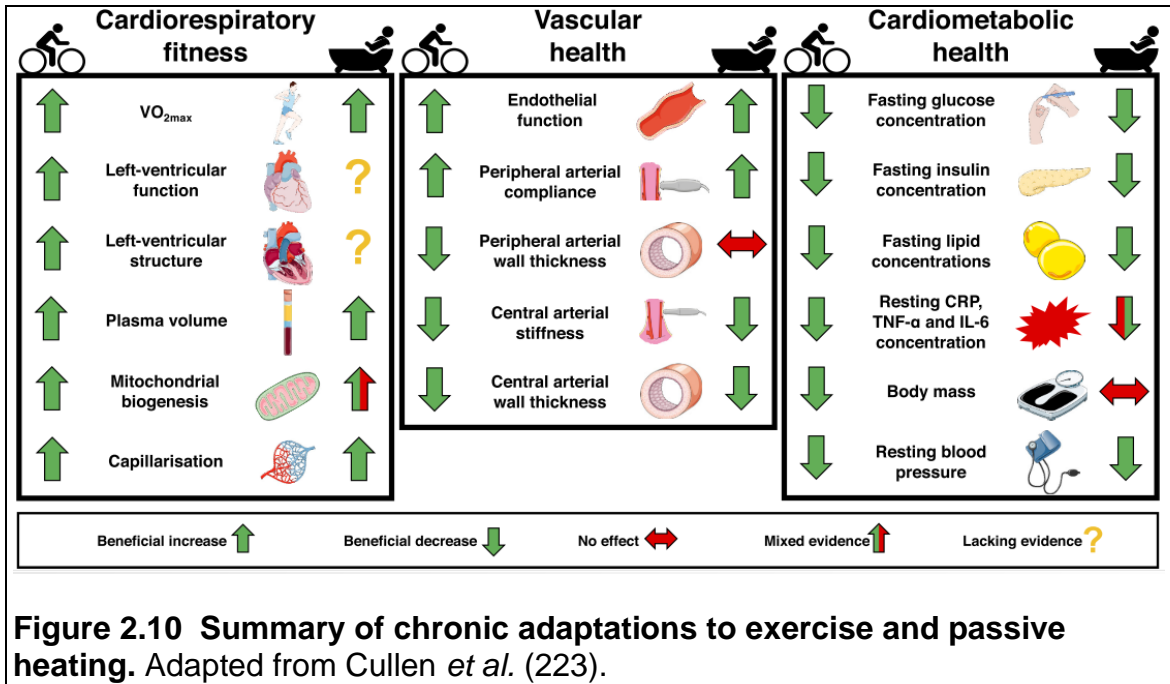 Cardiorespiratory
fitness
VO2max
Left-ventricular
function
?
Left-ventricular
structure
?
Plasma volume
Mitochondrial
biogenesis
Capillarisation
Vascular
health
Endothelial
function
Peripheral arterial
compliance
Peripheral arterial
wall thickness
Central arterial
stiffness
Central arterial
wall thickness
Cardiometabolic
health
Fasting glucose
concentration
Fasting insulin
concentration
Fasting lipid
concentrations
Resting CRP,
TNF-α and IL-6
concentration
Body mass
Resting blood
pressure
Beneficial increase Beneficial decrease No effect Mixed evidence Lacking evidence ?
Figure 2.10 Summary of chronic adaptations to exercise and passive
heating. Adapted from Cullen et al. (223).